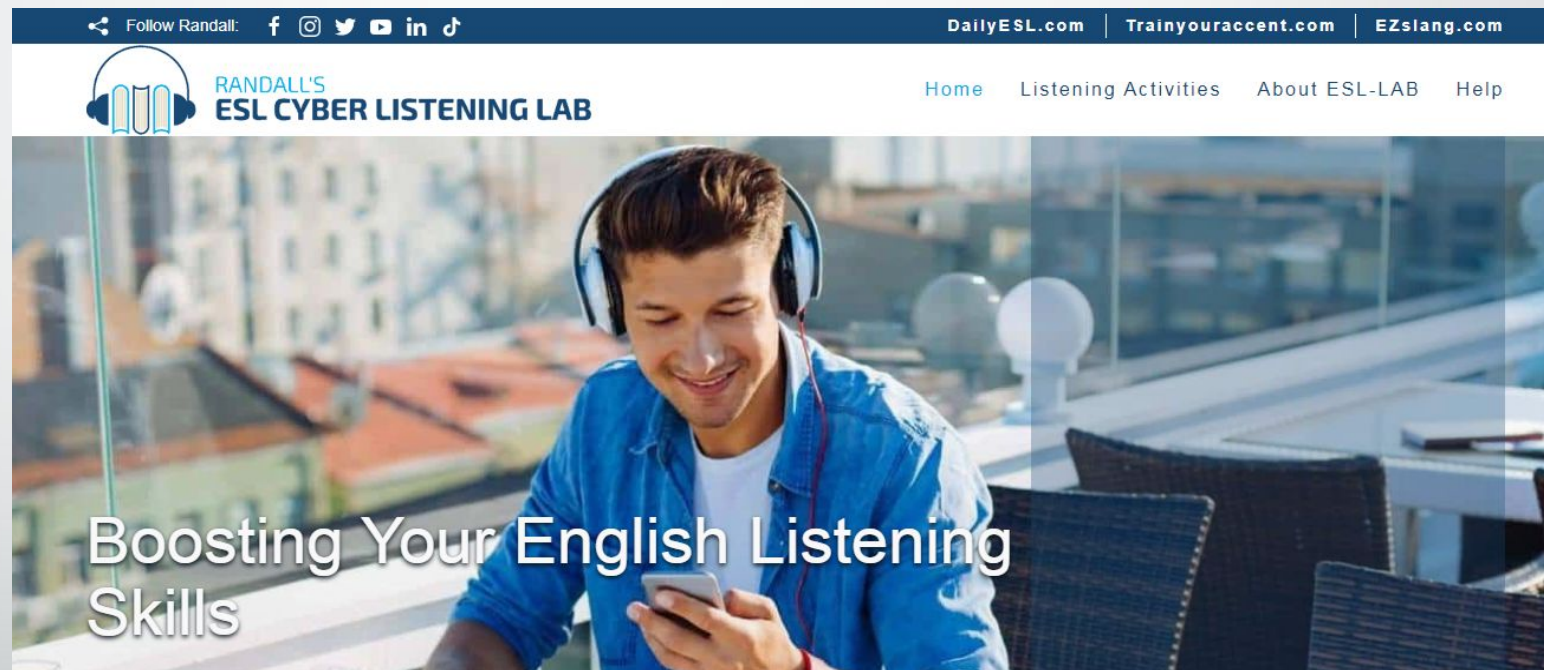 Follow Randall:
DailyESL.com | Trainyouraccent.com | EZslang.com
RANDALL'S
ESL CYBER LISTENING LAB
Home Listening Activities About ESL-LAB Help
Boosting Your English Listening
Skills